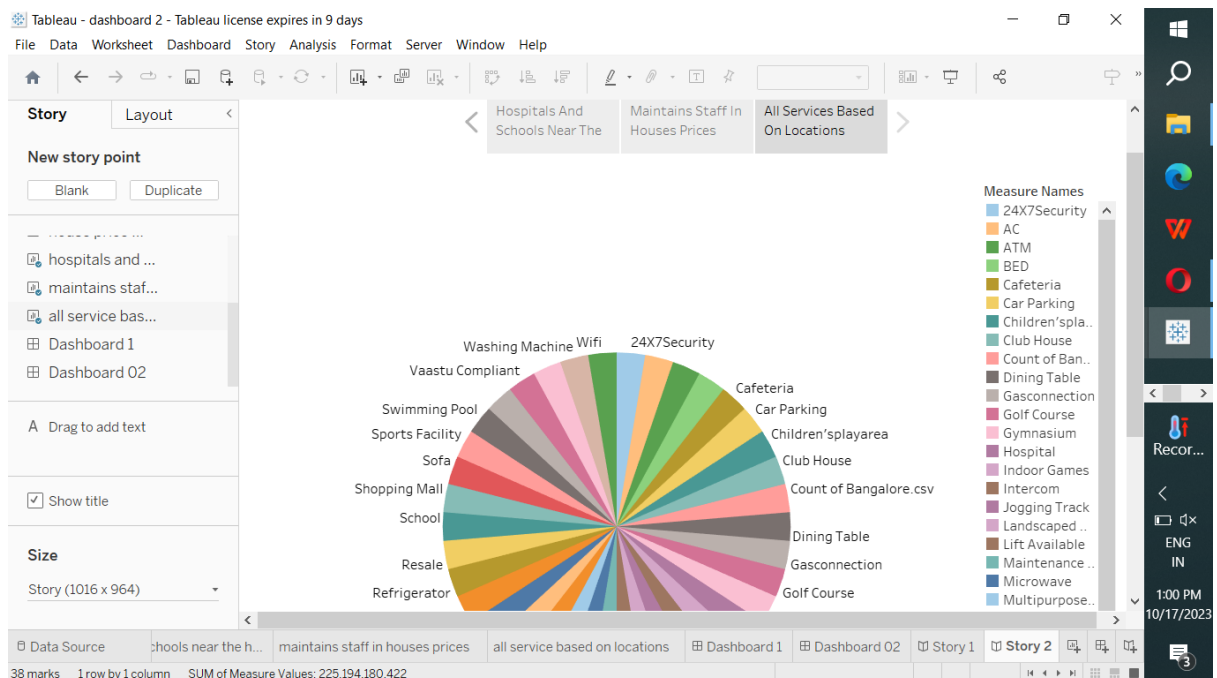 Tableau - dashboard 2 - Tableau license expires in 9 days
File Data Worksheet Dashboard Story Analysis Format Server Window Help
Story
Layout
New story point
Blank
Duplicate
hospitals and ...
maintains staf...
all service bas...
Dashboard 1
Dashboard 02
A Drag to add text
Show title
Size
Story (1016 x 964)
Hospitals And
Schools Near The
Maintains Staff In
Houses Prices
All Services Based
On Locations
Washing Machine
Wifi
24X7Security
Vaastu Compliant
Cafeteria
Swimming Pool
Car Parking
Sports Facility
Children'splayarea
Sofa
Club House
Shopping Mall
Count of Bangalore.csv
School
Dining Table
Resale
Gasconnection
Refrigerator
Golf Course
Measure Names
24X7Security
AC
ATM
BED
Cafeteria
Car Parking
Children'spla..
Club House
Count of Ban..
Dining Table
Gasconnection
Golf Course
Gymnasium
Hospital
Indoor Games
Intercom
Jogging Track
Landscaped ..
Lift Available
Maintenance ..
Microwave
Multipurpose..
Recor...
ENG
IN
1:00 PM
10/17/2023
3
Data Source
chools near the h...
maintains staff in houses prices
all service based on locations
Dashboard 1
Dashboard 02
Story 1
Story 2
38 marks 1 row by 1 column SUM of Measure Values: 225,194,180,422